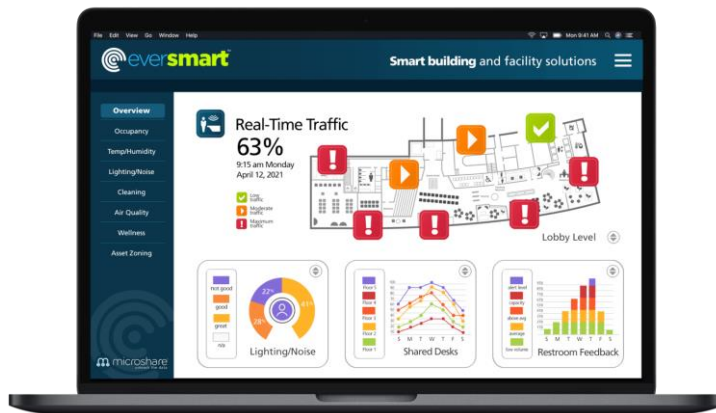 File Edit View Go Window Help
Mon 9:41 AM
eversmart™
Smart building and facility solutions
Overview
Occupancy
Temp/Humidity
Lighting/Noise
Cleaning
Air Quality
Wellness
Asset Zoning
microshare
Real-Time Traffic
63%
9:15 am Monday
April 12, 2021
Low
traffic
Moderate
traffic
Maximum
traffic
Lobby Level
not good
good
great
n/a
22%
28%
Lighting/Noise
Floor 5
Floor 4
Floor 3
Floor 2
Floor 1
S M T W T F S
Shared Desks
alert level
capacity
above avg
average
low volume
S M T W T F S
Restroom Feedback